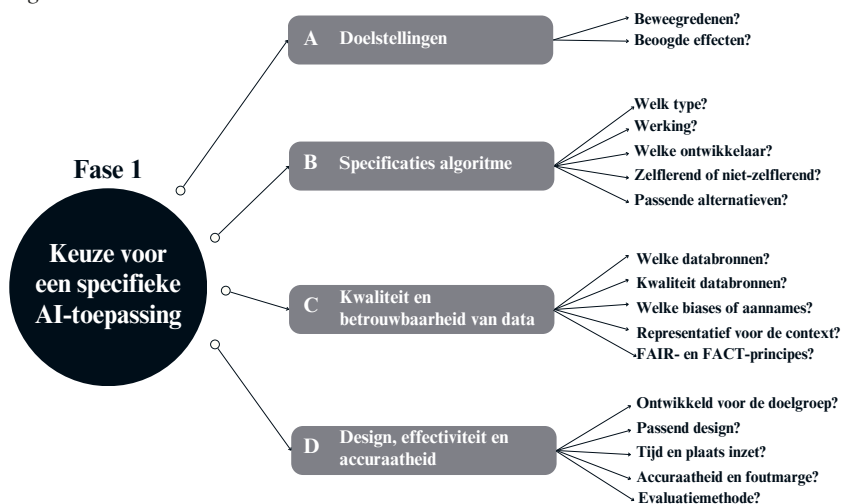 Fase 1
Keuze voor
een specifieke
AI-toepassing
A Doelstellingen
Beweegredenen?
Beoogde effecten?
B Specificaties algoritme
Welk type?
Werking?
Welke ontwikkelaar?
Zelflerend of niet-zelflerend?
Passende alternatieven?
C Kwaliteit en
betrouwbaarheid van data
Welke databronnen?
Kwaliteit databronnen?
Welke biases of aannames?
Representatief voor de context?
FAIR- en FACT-principes?
D Design, effectiviteit en
accuraatheid
Ontwikkeld voor de doelgroep?
Passend design?
Tijd en plaats inzet?
Accuraatheid en foutmarge?
Evaluatiemethode?